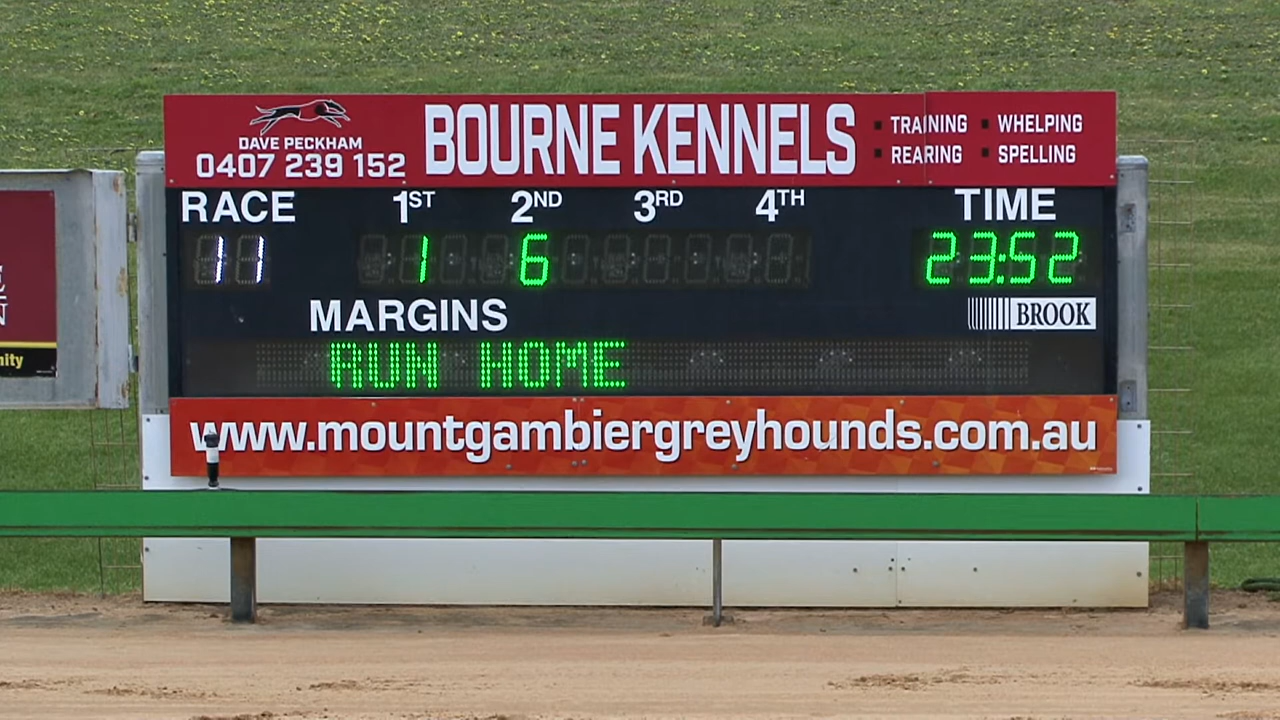 DAVE PECKHAM
0407 239 152
BOURNE KENNELS
TRAINING
WHELPING
REARING
SPELLING
RACE 1ST 2ND 3RD 4TH TIME
11 1 6 23:52
MARGINS
BROOK
RUN HOME
www.mountgambiergreyhounds.com.au
E
N
nity